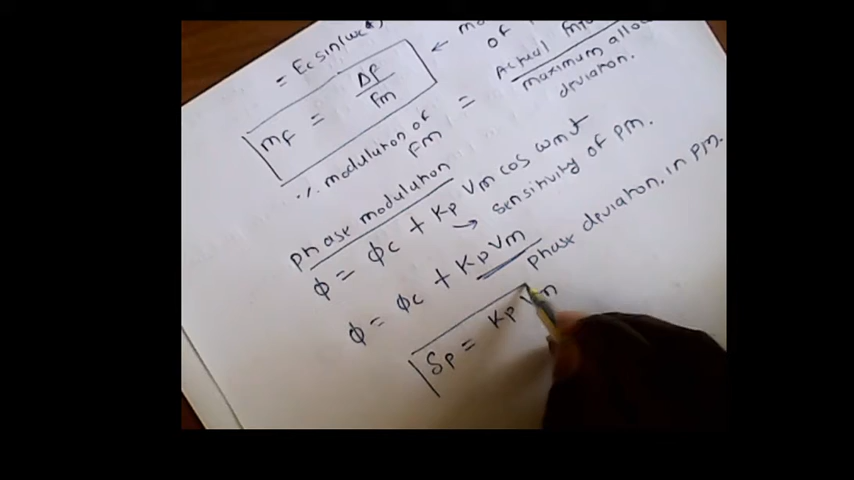 = Ec sin(wc
mf = Δf / Fm ←
of
% modulation of Fm = Actual / maximum allow deviation.
phase modulation
φ = φc + Kp Vm cos wmt
→ sensitivity of pm.
φ = φc + Kp Vm
phase deviation. in pm.
δp = Kp Vm